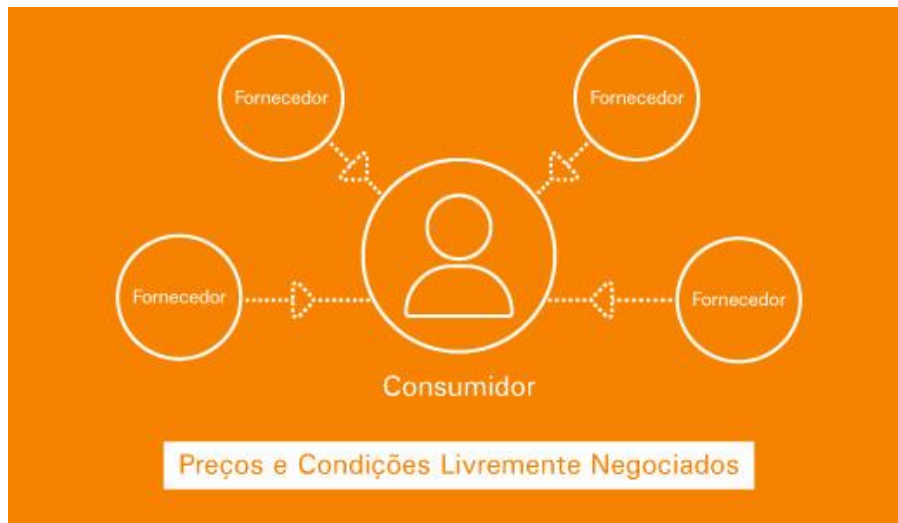 Fornecedor
Fornecedor
Fornecedor
Fornecedor
Consumidor
Preços e Condições Livremente Negociados